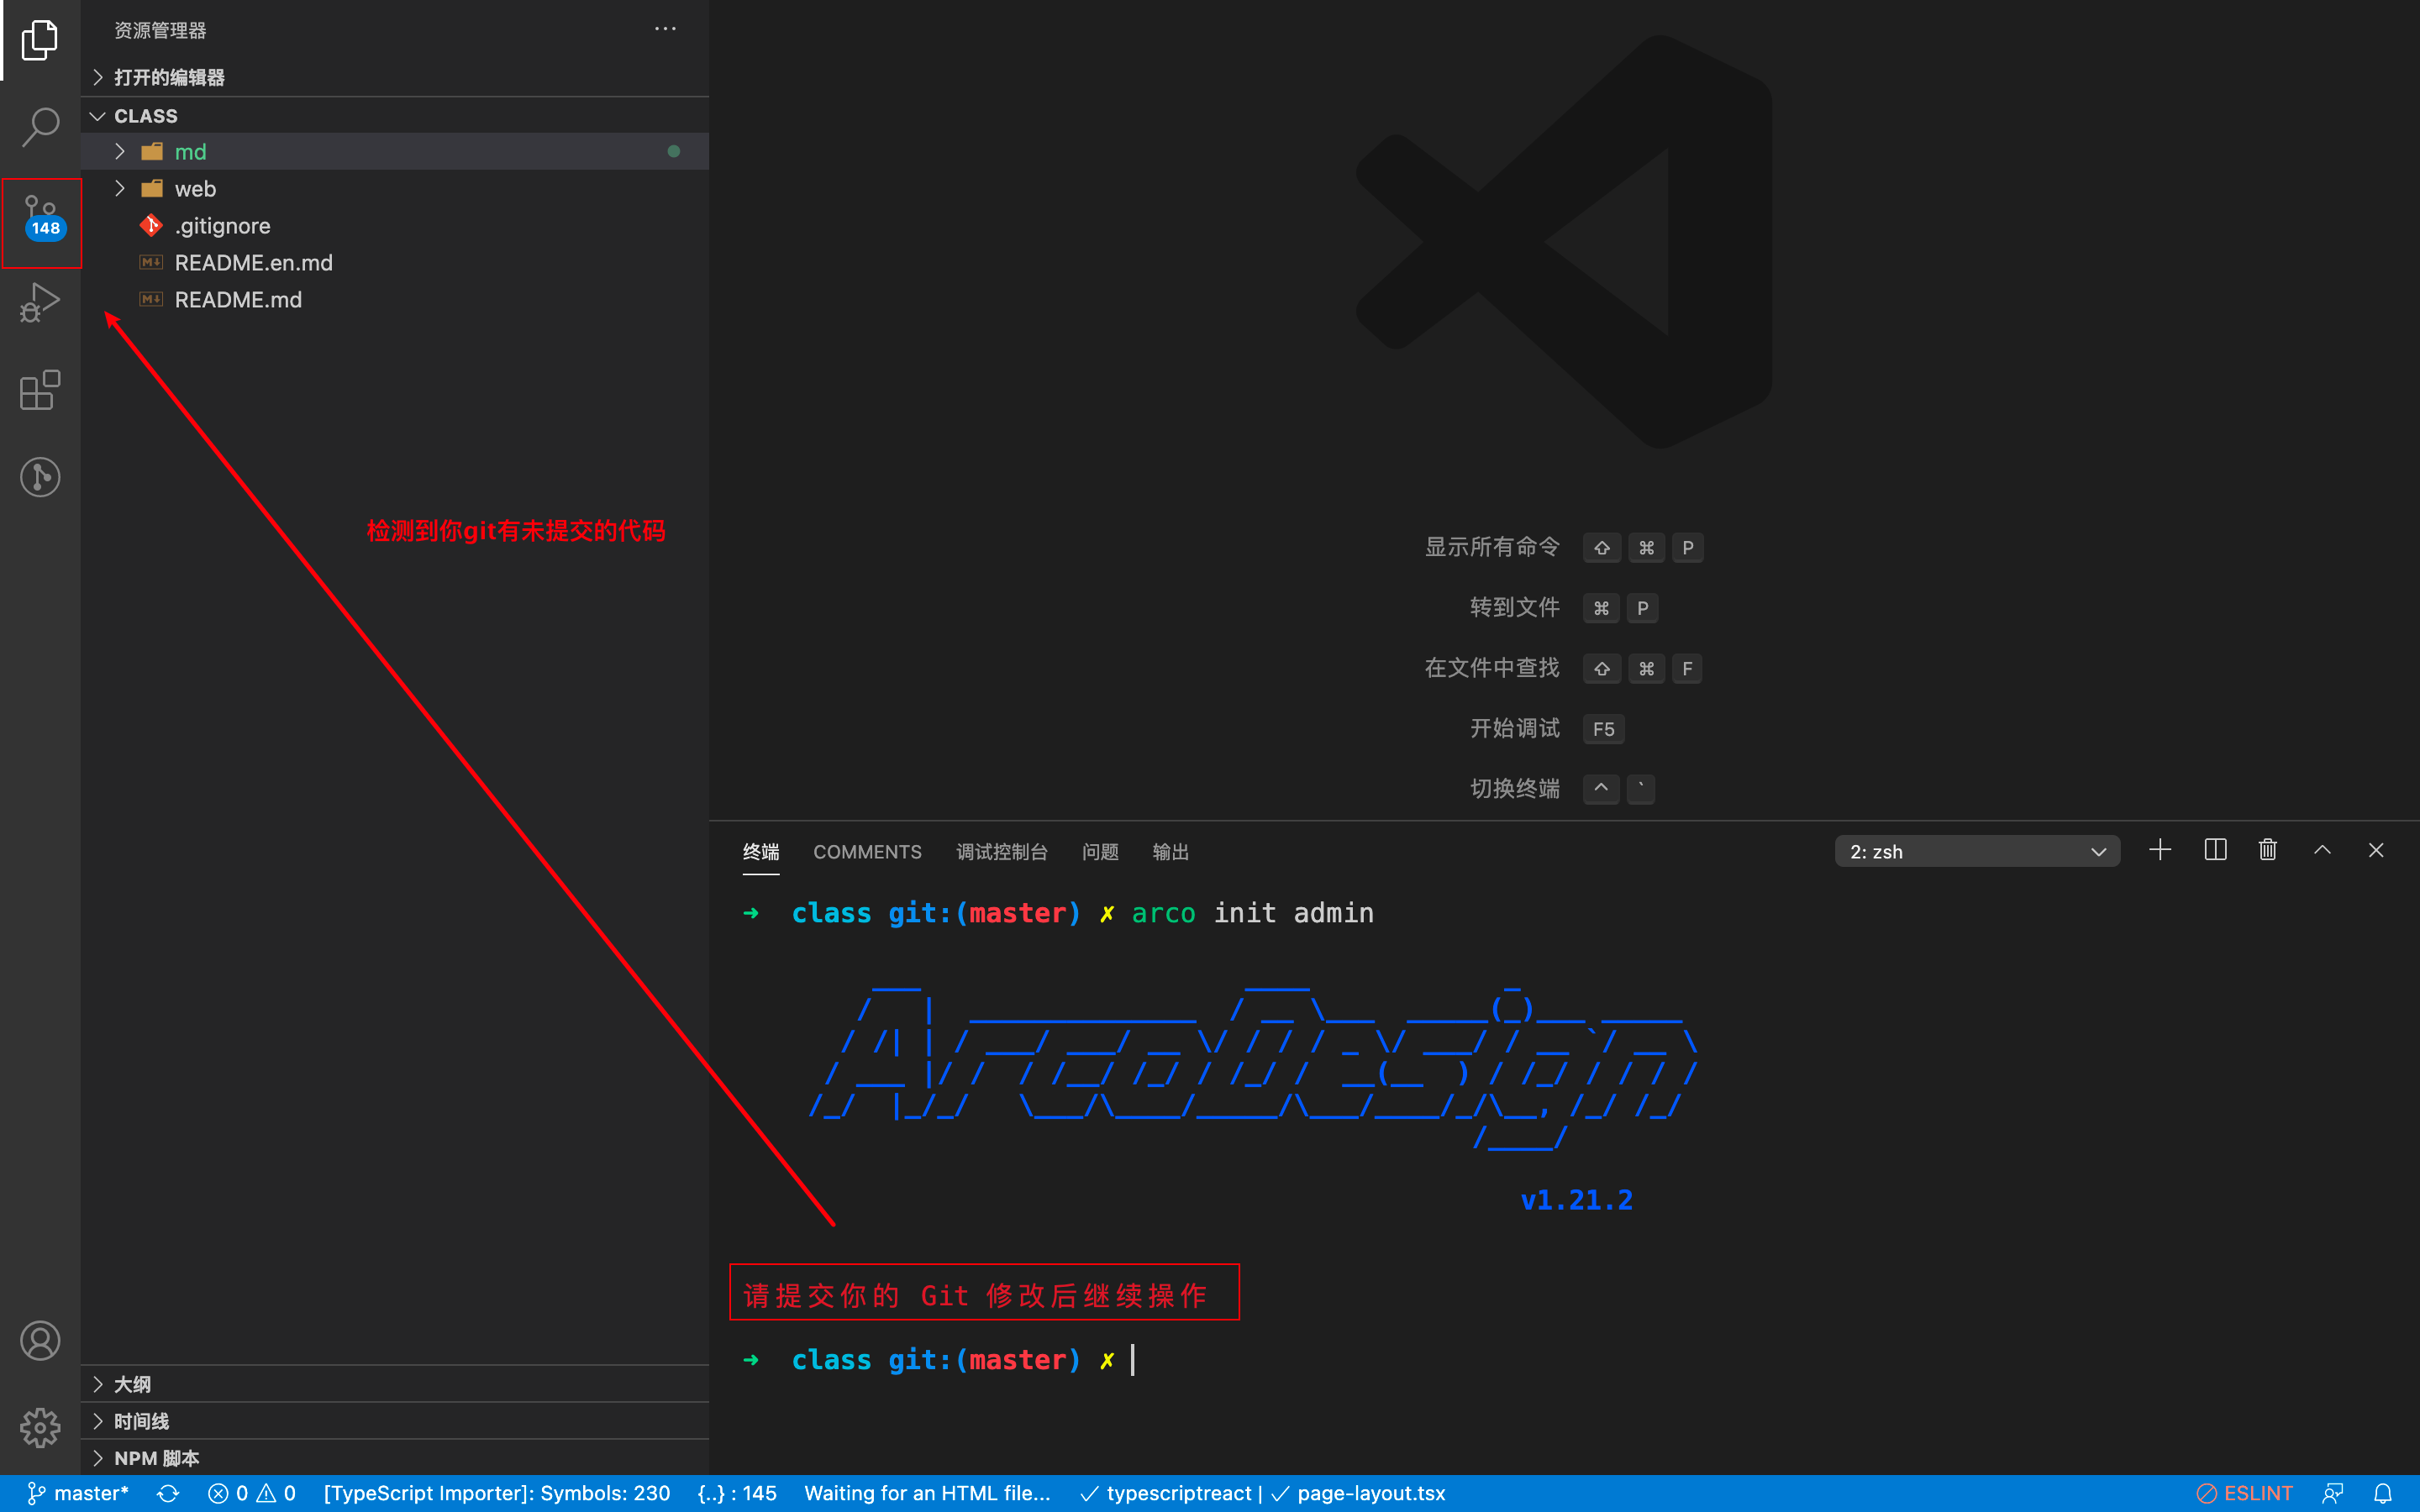 资源管理器
打开的编辑器
CLASS
md
web
148
.gitignore
README.en.md
README.md
检测到你git有未提交的代码
显示所有命令 ⇧ ⌘ P
转到文件 ⌘ P
在文件中查找 ⇧ ⌘ F
开始调试 F5
切换终端 ^ `
终端 COMMENTS 调试控制台 问题 输出 2: zsh
➜ class git:(master) ✗ arco init admin
ArcoDesign
v1.21.2
请提交你的 Git 修改后继续操作
➜ class git:(master) ✗
大纲
时间线
NPM 脚本
master* 0 0 [TypeScript Importer]: Symbols: 230 {..} : 145 Waiting for an HTML file... ✓ typescriptreact | ✓ page-layout.tsx ESLINT